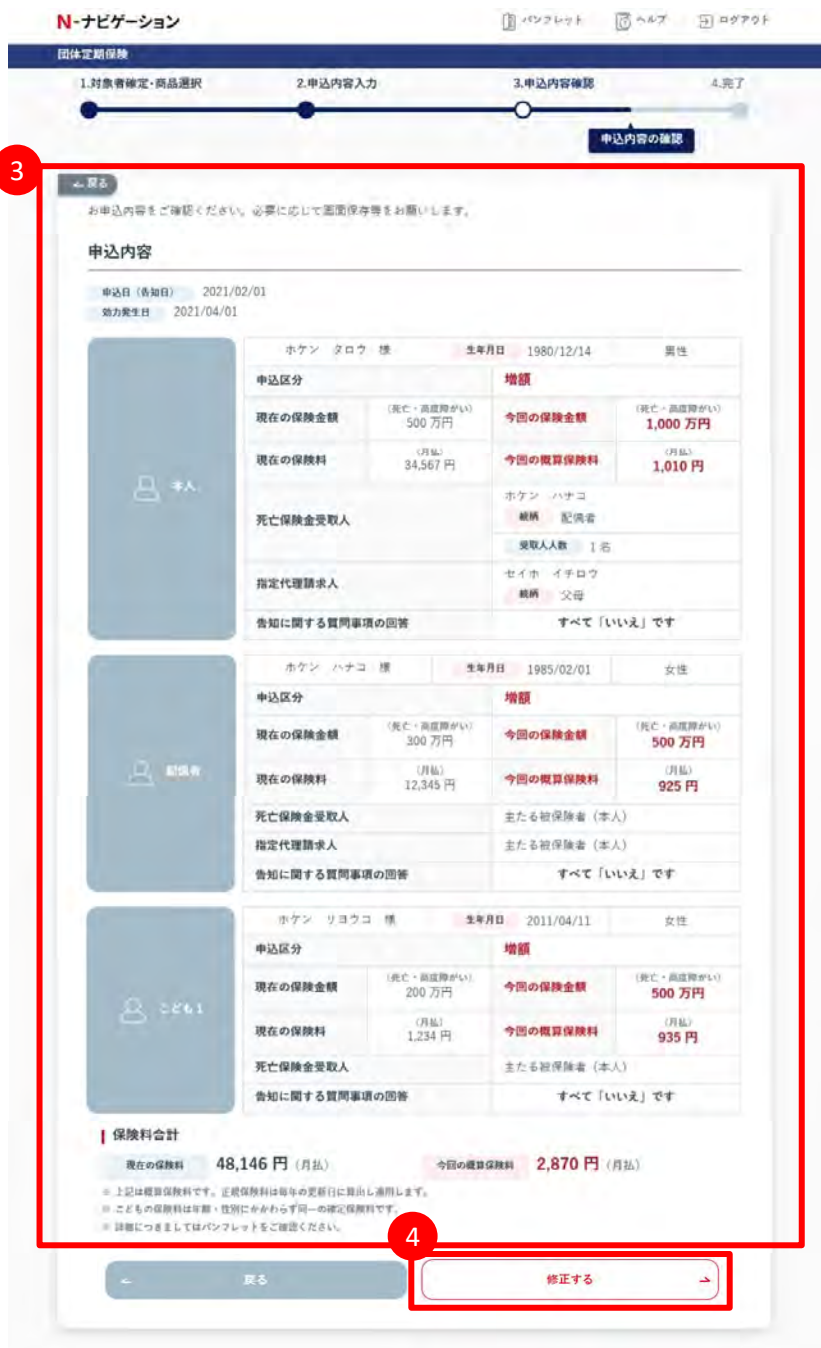 N-ナビゲーション
パンフレット ヘルプ ログアウト
団体定期保険
1.対象者確定・商品選択 2.申込内容入力 3.申込内容確認 4.完了
申込内容の確認
3
戻る
お申込内容をご確認ください。必要に応じて画面保存等をお願いします。
申込内容
申込日（告知日） 2021/02/01
効力発生日 2021/04/01
本人
ホケン タロウ 様 生年月日 1980/12/14 男性
申込区分 増額
現在の保険金額 （死亡・高度障がい） 500 万円 今回の保険金額 （死亡・高度障がい） 1,000 万円
現在の保険料 （月払） 34,567 円 今回の概算保険料 （月払） 1,010 円
死亡保険金受取人 ホケン ハナコ
続柄 配偶者
受取人人数 1 名
指定代理請求人 セイホ イチロウ
続柄 父母
告知に関する質問事項の回答 すべて「いいえ」です
配偶者
ホケン ハナコ 様 生年月日 1985/02/01 女性
申込区分 増額
現在の保険金額 （死亡・高度障がい） 300 万円 今回の保険金額 （死亡・高度障がい） 500 万円
現在の保険料 （月払） 12,345 円 今回の概算保険料 （月払） 925 円
死亡保険金受取人 主たる被保険者（本人）
指定代理請求人 主たる被保険者（本人）
告知に関する質問事項の回答 すべて「いいえ」です
こども1
ホケン リヨウコ 様 生年月日 2011/04/11 女性
申込区分 増額
現在の保険金額 （死亡・高度障がい） 200 万円 今回の保険金額 （死亡・高度障がい） 500 万円
現在の保険料 （月払） 1,234 円 今回の概算保険料 （月払） 935 円
死亡保険金受取人 主たる被保険者（本人）
告知に関する質問事項の回答 すべて「いいえ」です
保険料合計
現在の保険料 48,146 円（月払） 今回の概算保険料 2,870 円（月払）
※ 上記は概算保険料です。正規保険料は毎年の更新日に算出し適用します。
※ こどもの保険料は年齢・性別にかかわらず同一の確定保険料です。
※ 詳細につきましてはパンフレットをご確認ください。
4
戻る 修正する